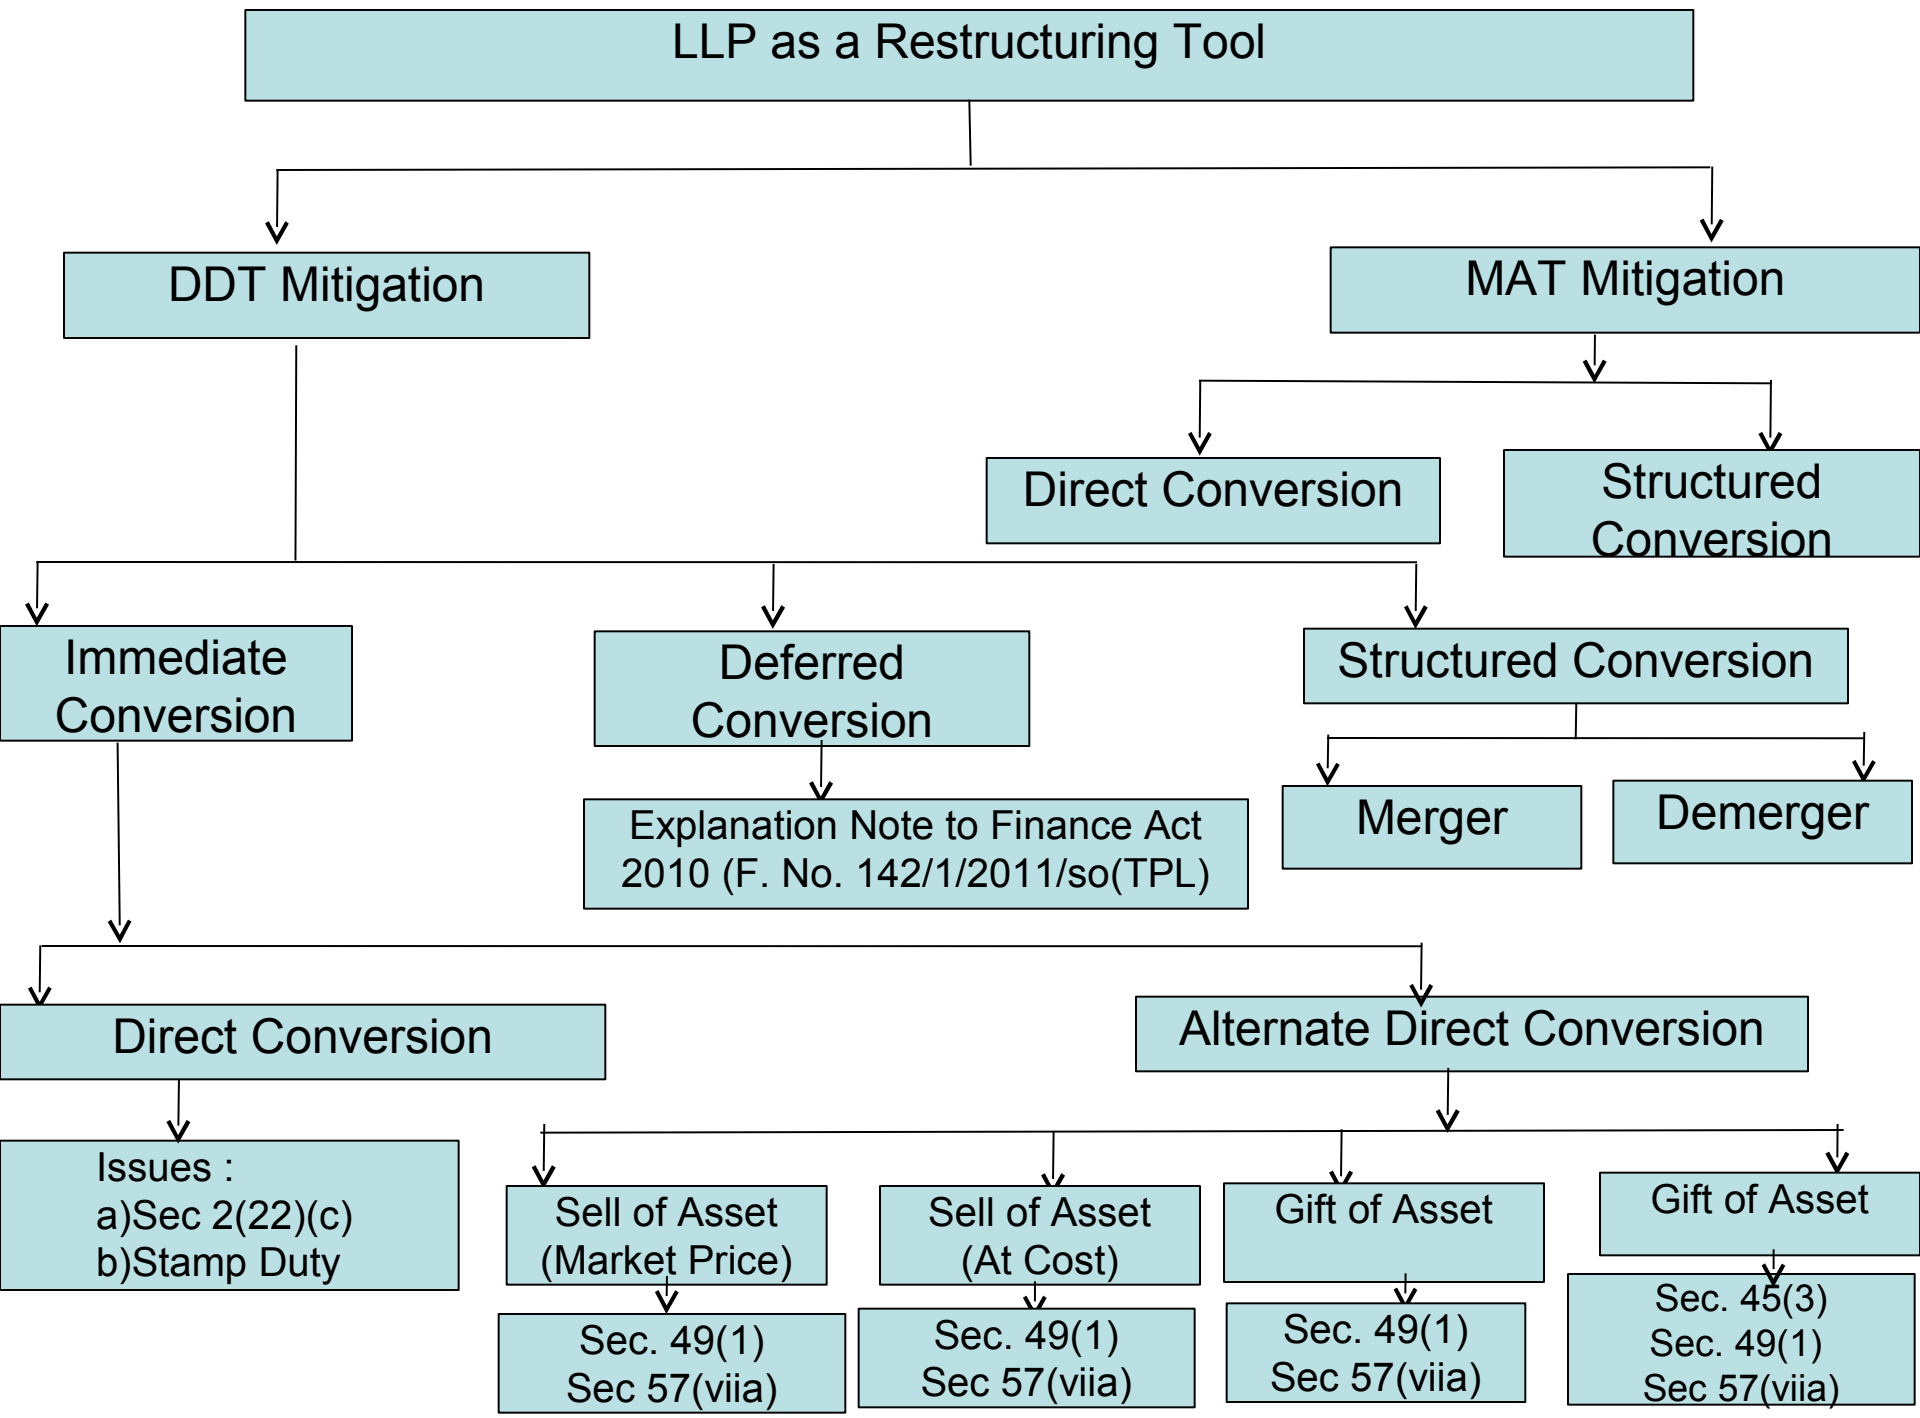 LLP as a Restructuring Tool
DDT Mitigation
MAT Mitigation
Direct Conversion
Structured
Conversion
Immediate
Conversion
Deferred
Conversion
Structured Conversion
Explanation Note to Finance Act
2010 (F. No. 142/1/2011/so(TPL)
Merger
Demerger
Direct Conversion
Alternate Direct Conversion
Issues :
a)Sec 2(22)(c)
b)Stamp Duty
Sell of Asset
(Market Price)
Sell of Asset
(At Cost)
Gift of Asset
Gift of Asset
Sec. 49(1)
Sec 57(viia)
Sec. 49(1)
Sec 57(viia)
Sec. 49(1)
Sec 57(viia)
Sec. 45(3)
Sec. 49(1)
Sec 57(viia)